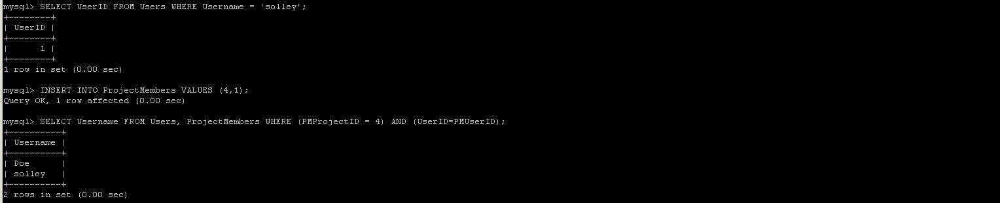 mysql> SELECT UserID FROM Users WHERE Username = 'solley';
+--------+
| UserID |
+--------+
|      1 |
+--------+
1 row in set (0.00 sec)

mysql> INSERT INTO ProjectMembers VALUES (4,1);
Query OK, 1 row affected (0.00 sec)

mysql> SELECT Username FROM Users, ProjectMembers WHERE (PMProjectID = 4) AND (UserID=PMUserID);
+----------+
| Username |
+----------+
| Doe      |
| solley   |
+----------+
2 rows in set (0.00 sec)